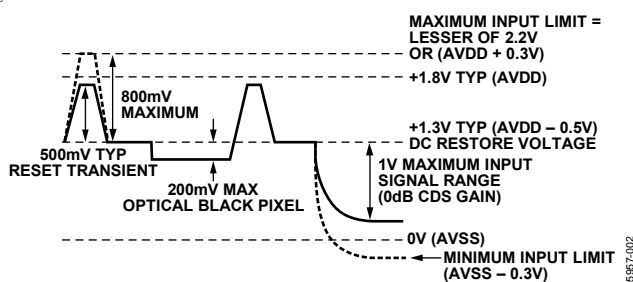 MAXIMUM INPUT LIMIT =
LESSER OF 2.2V
OR (AVDD + 0.3V)
+1.8V TYP (AVDD)
800mV
MAXIMUM
+1.3V TYP (AVDD – 0.5V)
DC RESTORE VOLTAGE
500mV TYP
RESET TRANSIENT
1V MAXIMUM INPUT
SIGNAL RANGE
(0dB CDS GAIN)
200mV MAX
OPTICAL BLACK PIXEL
0V (AVSS)
MINIMUM INPUT LIMIT
(AVSS – 0.3V)